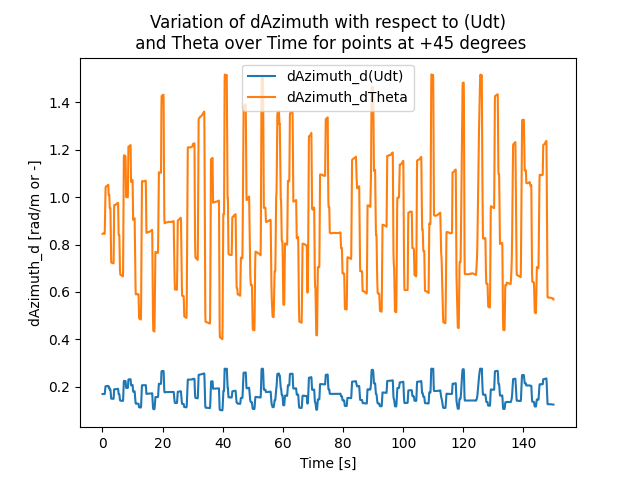 Variation of dAzimuth with respect to (Udt)
and Theta over Time for points at +45 degrees
dAzimuth_d(Udt)
dAzimuth_dTheta
dAzimuth_d [rad/m or -]
1.4
1.2
1.0
0.8
0.6
0.4
0.2
0
20
40
60
80
100
120
140
Time [s]